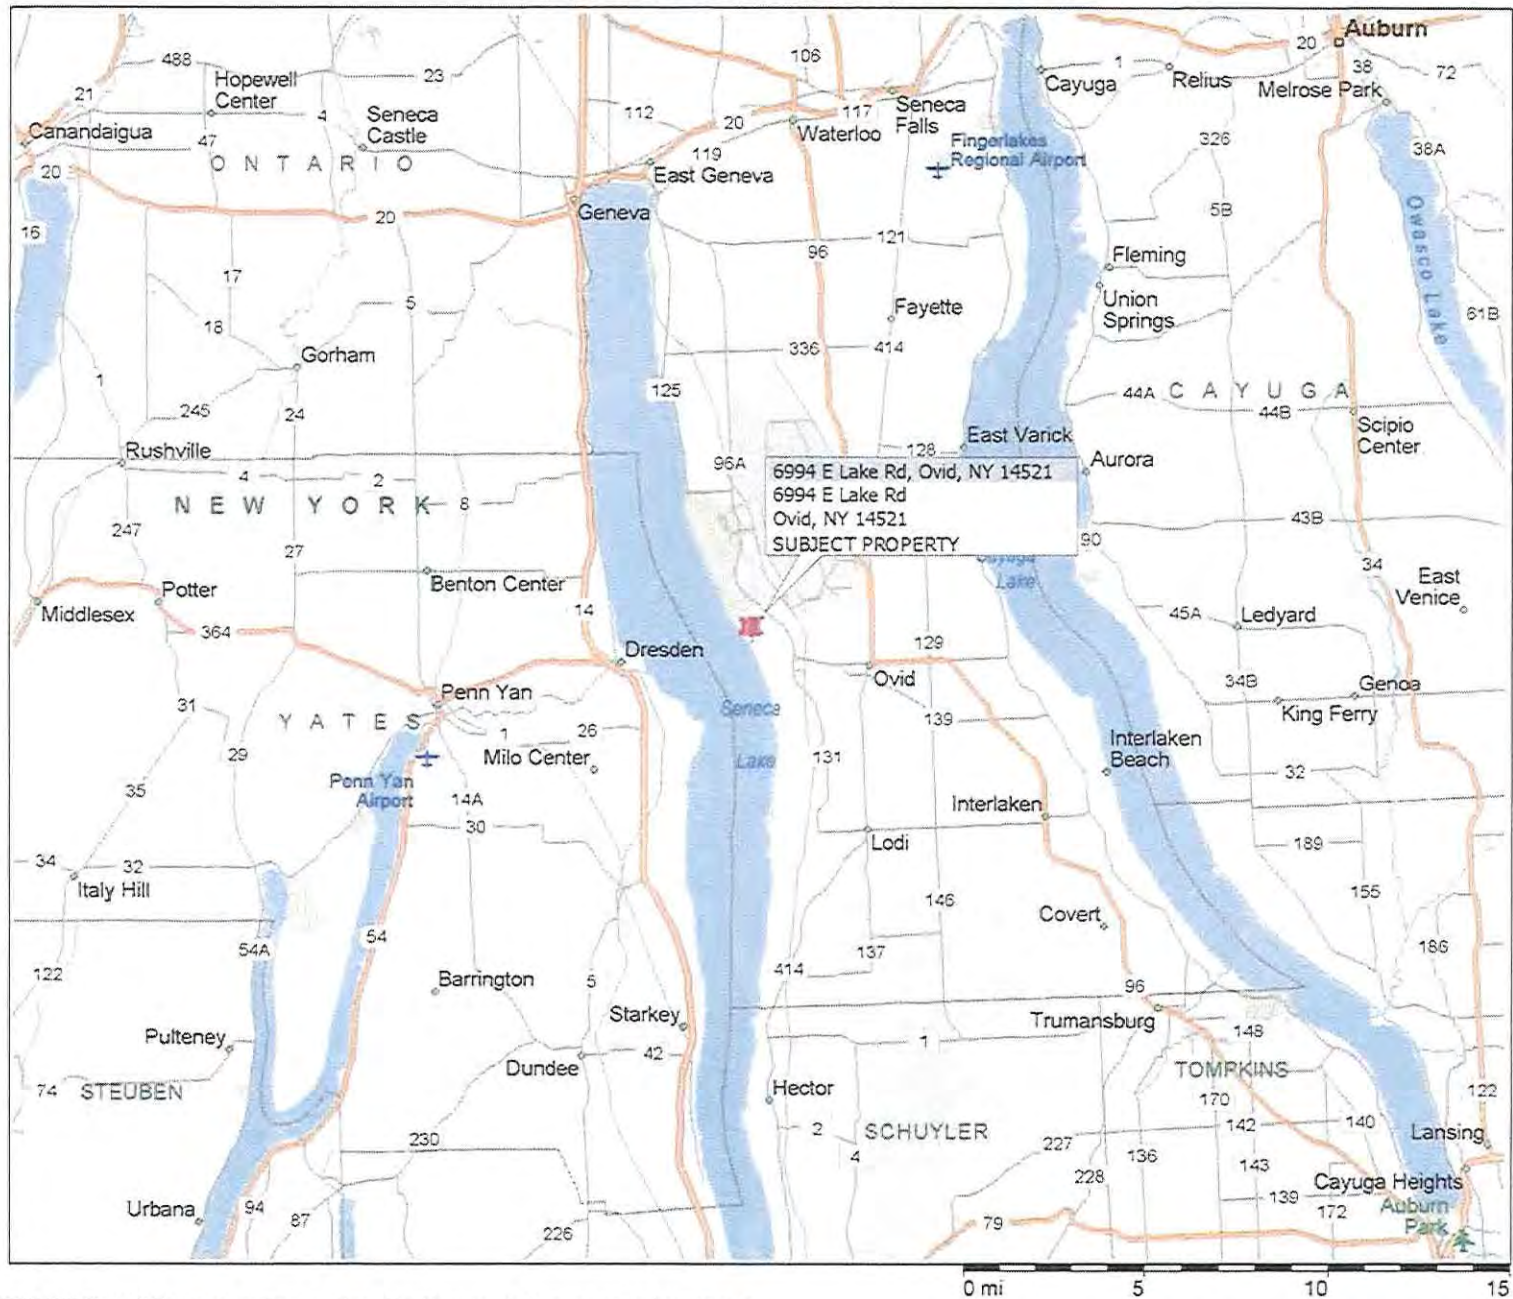 Auburn
20
106
488
23
Hopewell
Center
21
4
Seneca
Castle
Canandaigua
47
ONTARIO
20
112
20
117
119
Waterloo
Seneca
Falls
Cayuga
1
Relius
38
72
Melrose Park
Fingerlakes
Regional Airport
326
38A
East Geneva
Geneva
20
16
17
18
5
121
96
5B
Owasco Lake
Fleming
Union
Springs
61B
Fayette
Gorham
336
414
1
245
24
125
44A
CAYUGA
44B
Scipio
Center
Rushville
4
2
8
NEW YORK
247
27
96A
128
East Varick
Aurora
6994 E Lake Rd, Ovid, NY 14521
6994 E Lake Rd
Ovid, NY 14521
SUBJECT PROPERTY
43B
90
Cayuga
Lake
34
East
Venice
Potter
Middlesex
Benton Center
14
364
45A
Ledyard
129
Dresden
Ovid
Penn Yan
31
YATES
1
26
29
Milo Center
Penn Yan
Airport
Seneca
Lake
139
34B
Genoa
King Ferry
Interlaken
Beach
131
32
35
14A
30
Interlaken
Lodi
189
34
32
Italy Hill
155
146
Covert
54
54A
137
186
122
414
Barrington
5
Starkey
96
Trumansburg
148
Pulteney
42
1
Dundee
TOMPKINS
74
STEUBEN
Hector
170
122
2
SCHUYLER
4
230
227
142
140
Lansing
136
143
228
Cayuga Heights
139
172
Auburn
Park
Urbana
94
87
226
79
0 mi
5
10
15